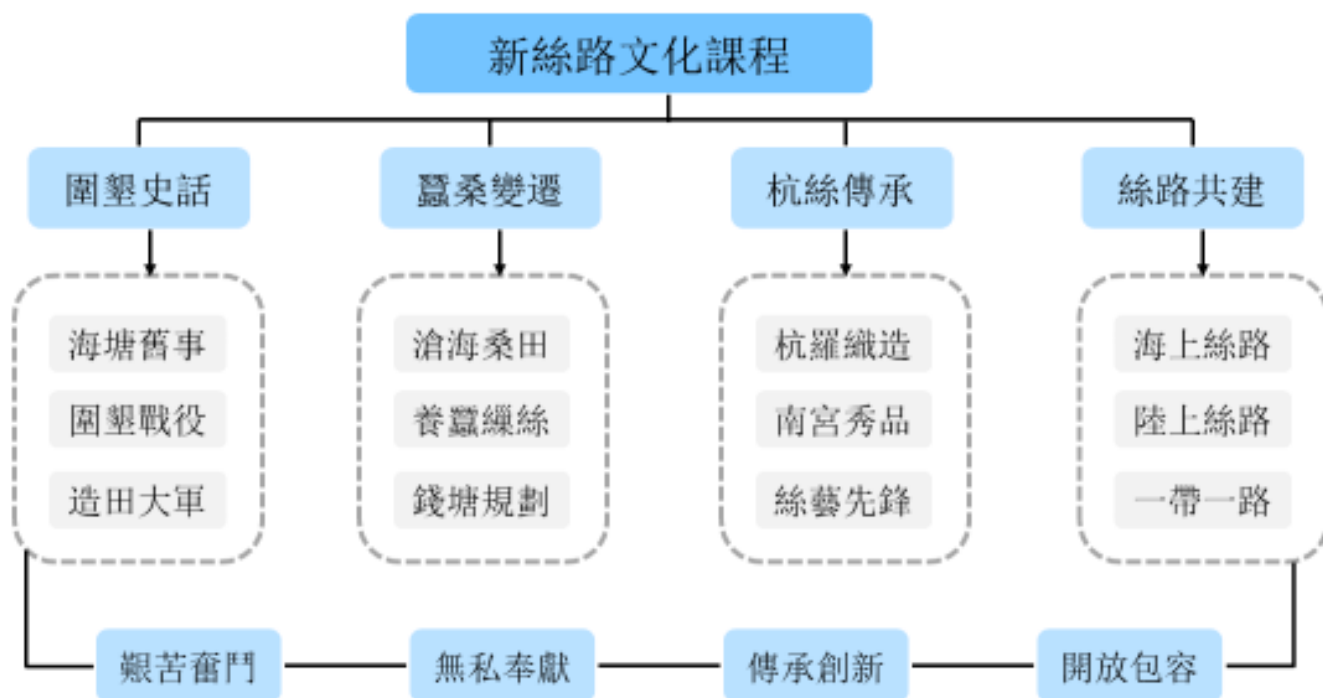 新絲路文化課程
圍墾史話
蠶桑變遷
杭絲傳承
絲路共建
海塘舊事
圍墾戰役
造田大軍
滄海桑田
養蠶繅絲
錢塘規劃
杭羅織造
南宮秀品
絲藝先鋒
海上絲路
陸上絲路
一帶一路
艱苦奮鬥
無私奉獻
傳承創新
開放包容